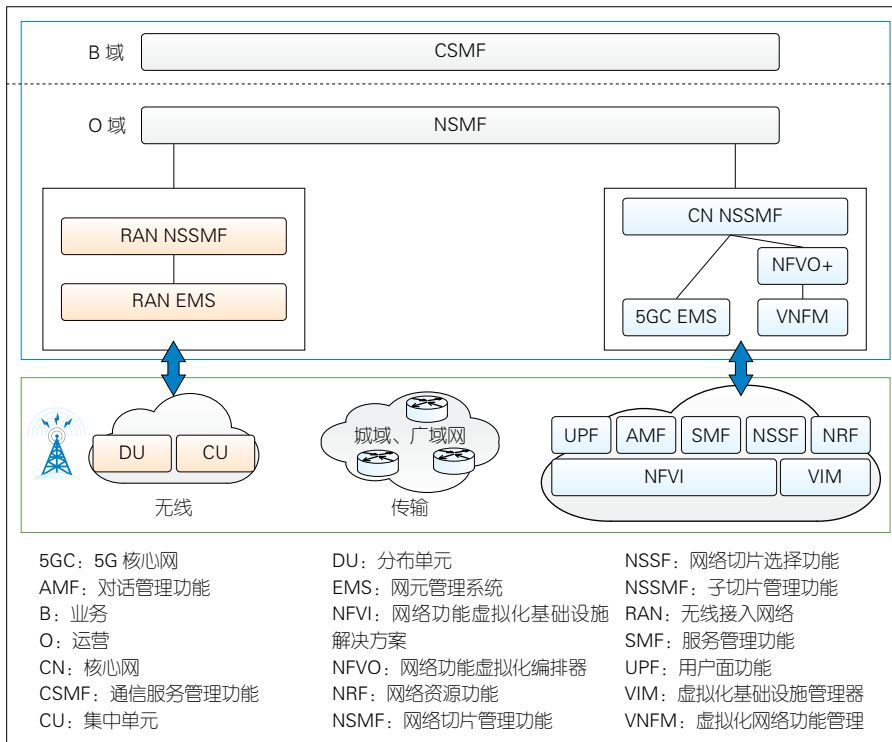 B 域
CSMF
O 域
NSMF
RAN NSSMF
RAN EMS
CN NSSMF
NFVO+
5GC EMS
VNFM
DU
CU
无线
城域、广域网
传输
UPF
AMF
SMF
NSSF
NRF
NFVI
VIM
5GC：5G 核心网
AMF：对话管理功能
B：业务
O：运营
CN：核心网
CSMF：通信服务管理功能
CU：集中单元
DU：分布单元
EMS：网元管理系统
NFVI：网络功能虚拟化基础设施
解决方案
NFVO：网络功能虚拟化编排器
NRF：网络资源功能
NSMF：网络切片管理功能
NSSF：网络切片选择功能
NSSMF：子切片管理功能
RAN：无线接入网络
SMF：服务管理功能
UPF：用户面功能
VIM：虚拟化基础设施管理器
VNFM：虚拟化网络功能管理